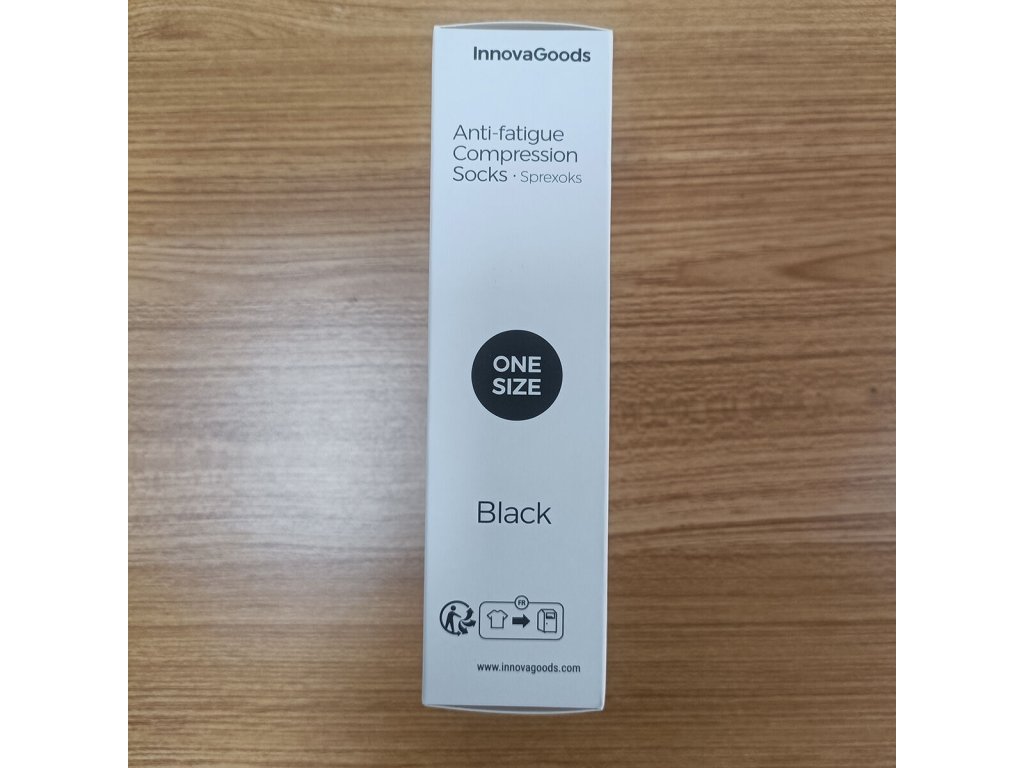 InnovaGoods
Anti-fatigue
Compression
Socks · Sprexoks
ONE
SIZE
Black
FR
www.innovagoods.com